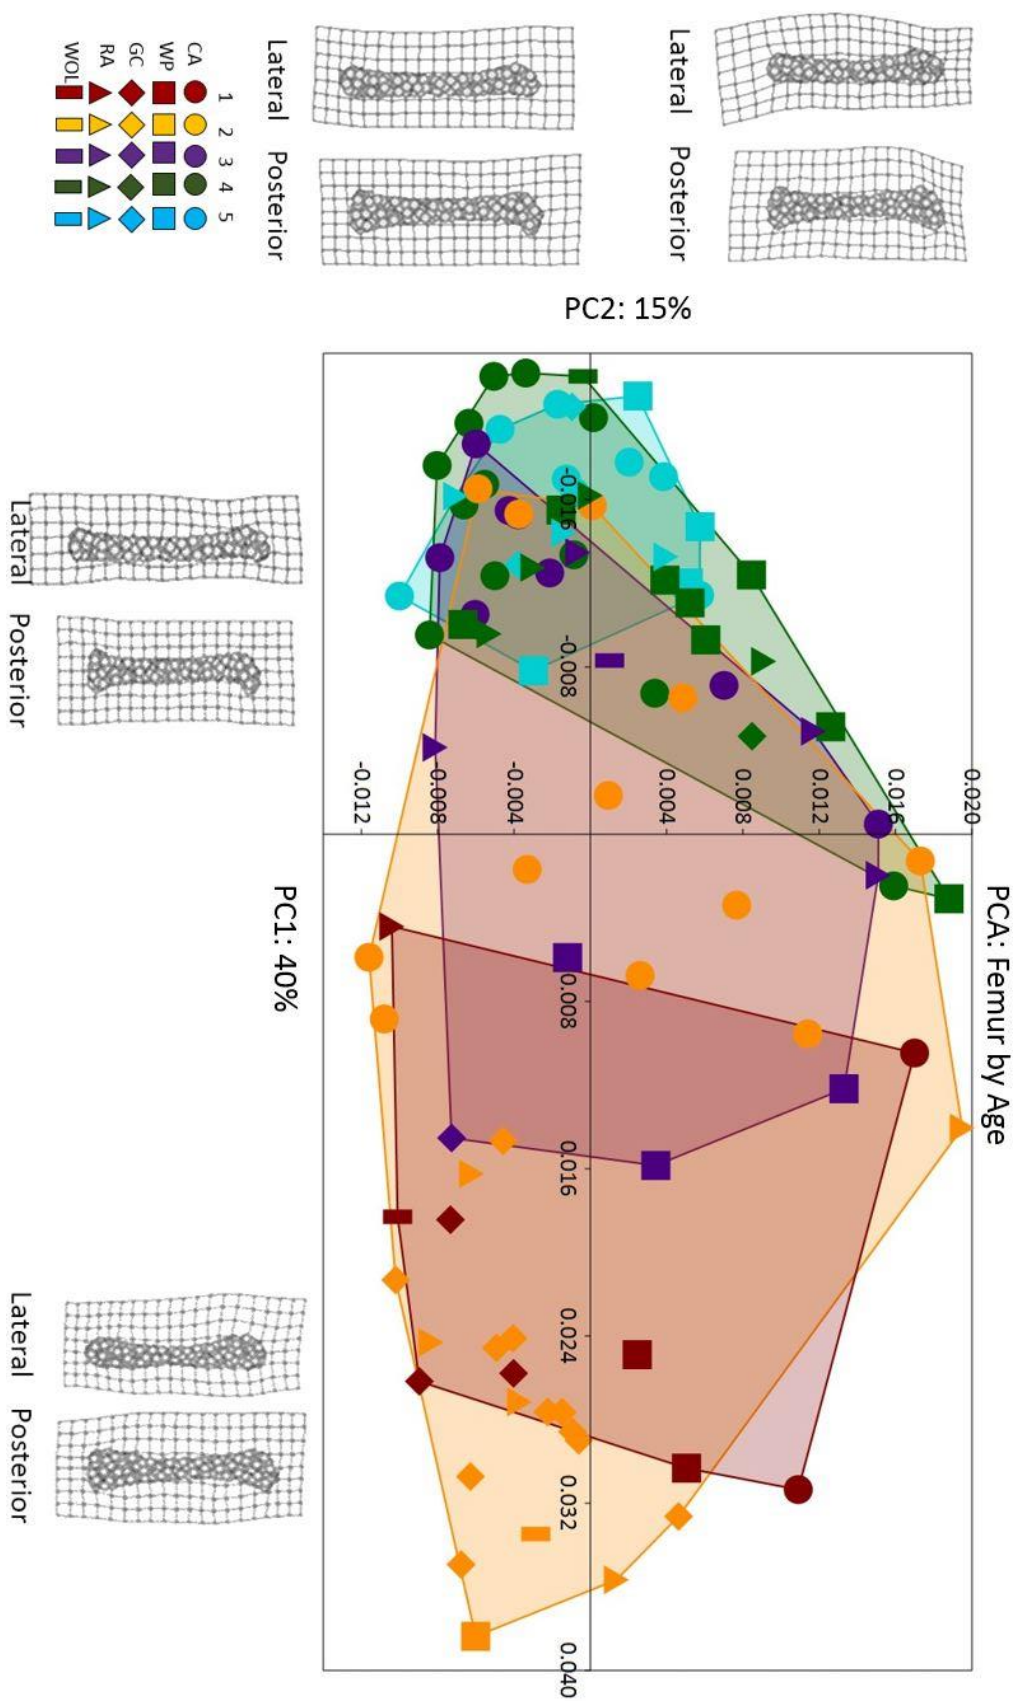 PCA: Femur by Age
PC2: 15%
0.020
0.016
0.012
0.008
0.004
-0.004
-0.008
-0.012
-0.016
-0.008
0.008
0.016
0.024
0.032
0.040
PC1: 40%
Lateral
Posterior
Lateral
Posterior
Lateral
Posterior
Lateral
Posterior
1 2 3 4 5
CA
WP
GC
RA
WOL